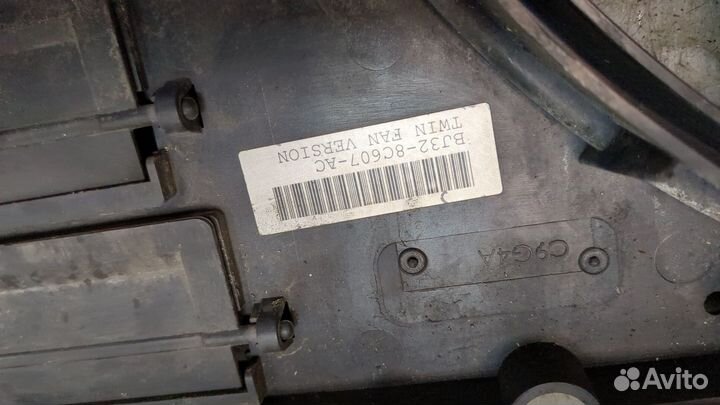 BJ32-8C607-AC
TWIN FAN VERSION
C9G4A
Avito